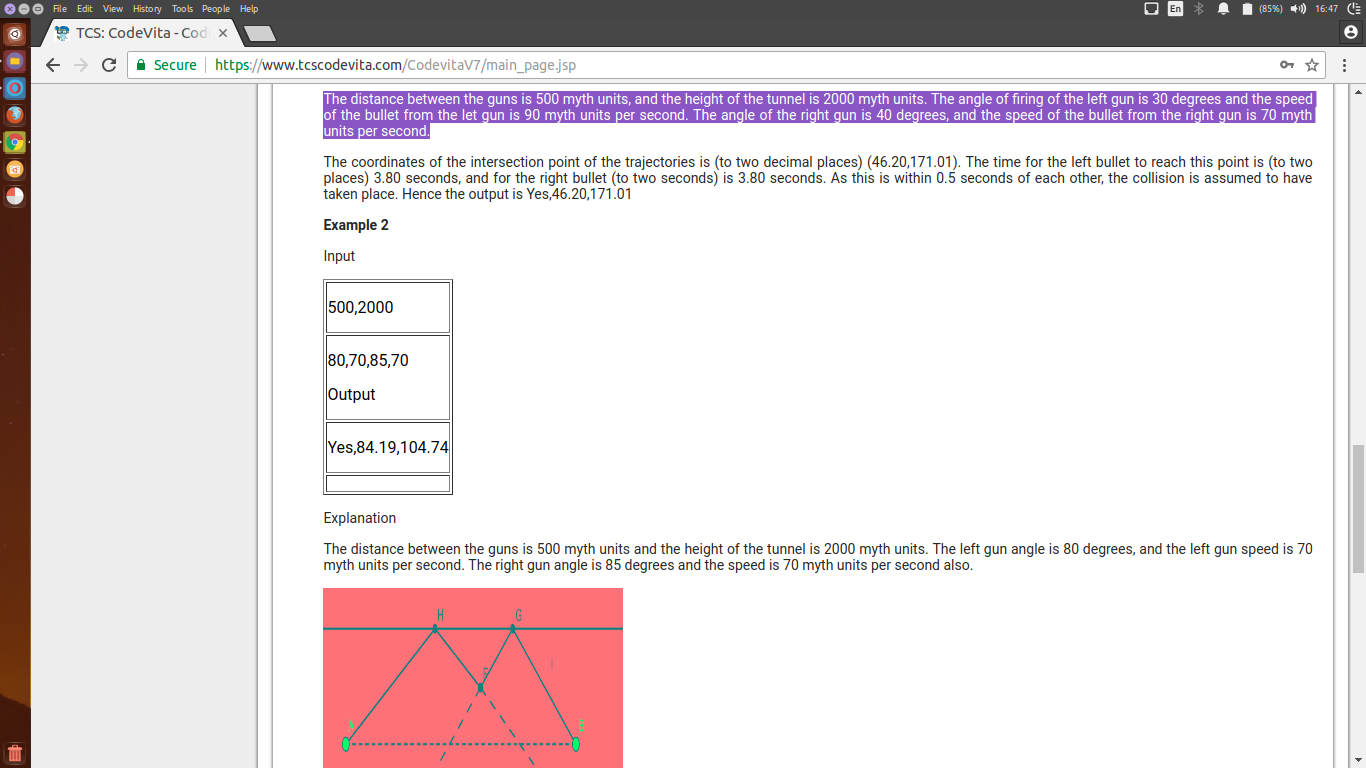 File Edit View History Tools People Help
En
(85%)
16:47
TCS: CodeVita - Cod
Secure
https://www.tcscodevita.com/CodevitaV7/main_page.jsp
The distance between the guns is 500 myth units, and the height of the tunnel is 2000 myth units. The angle of firing of the left gun is 30 degrees and the speed
of the bullet from the let gun is 90 myth units per second. The angle of the right gun is 40 degrees, and the speed of the bullet from the right gun is 70 myth
units per second.
The coordinates of the intersection point of the trajectories is (to two decimal places) (46.20,171.01). The time for the left bullet to reach this point is (to two
places) 3.80 seconds, and for the right bullet (to two seconds) is 3.80 seconds. As this is within 0.5 seconds of each other, the collision is assumed to have
taken place. Hence the output is Yes,46.20,171.01
Example 2
Input
500,2000
80,70,85,70
Output
Yes,84.19,104.74
Explanation
The distance between the guns is 500 myth units and the height of the tunnel is 2000 myth units. The left gun angle is 80 degrees, and the left gun speed is 70
myth units per second. The right gun angle is 85 degrees and the speed is 70 myth units per second also.
H G
F